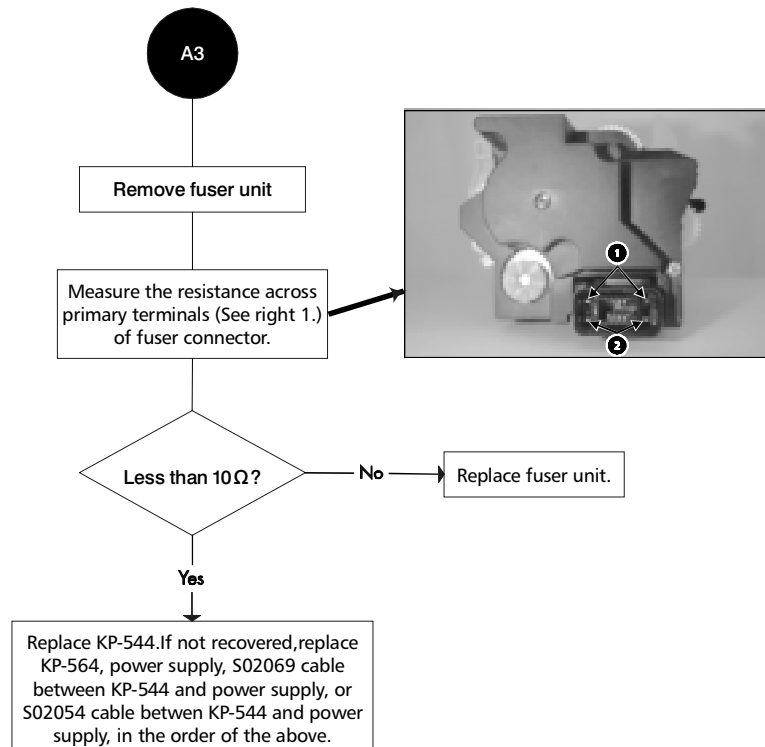 A3
Remove fuser unit
Measure the resistance across
primary terminals (See right 1.)
of fuser connector.
1
2
Less than 10Ω?
No
Replace fuser unit.
Yes
Replace KP-544.If not recovered,replace
KP-564, power supply, S02069 cable
between KP-544 and power supply, or
S02054 cable betwen KP-544 and power
supply, in the order of the above.